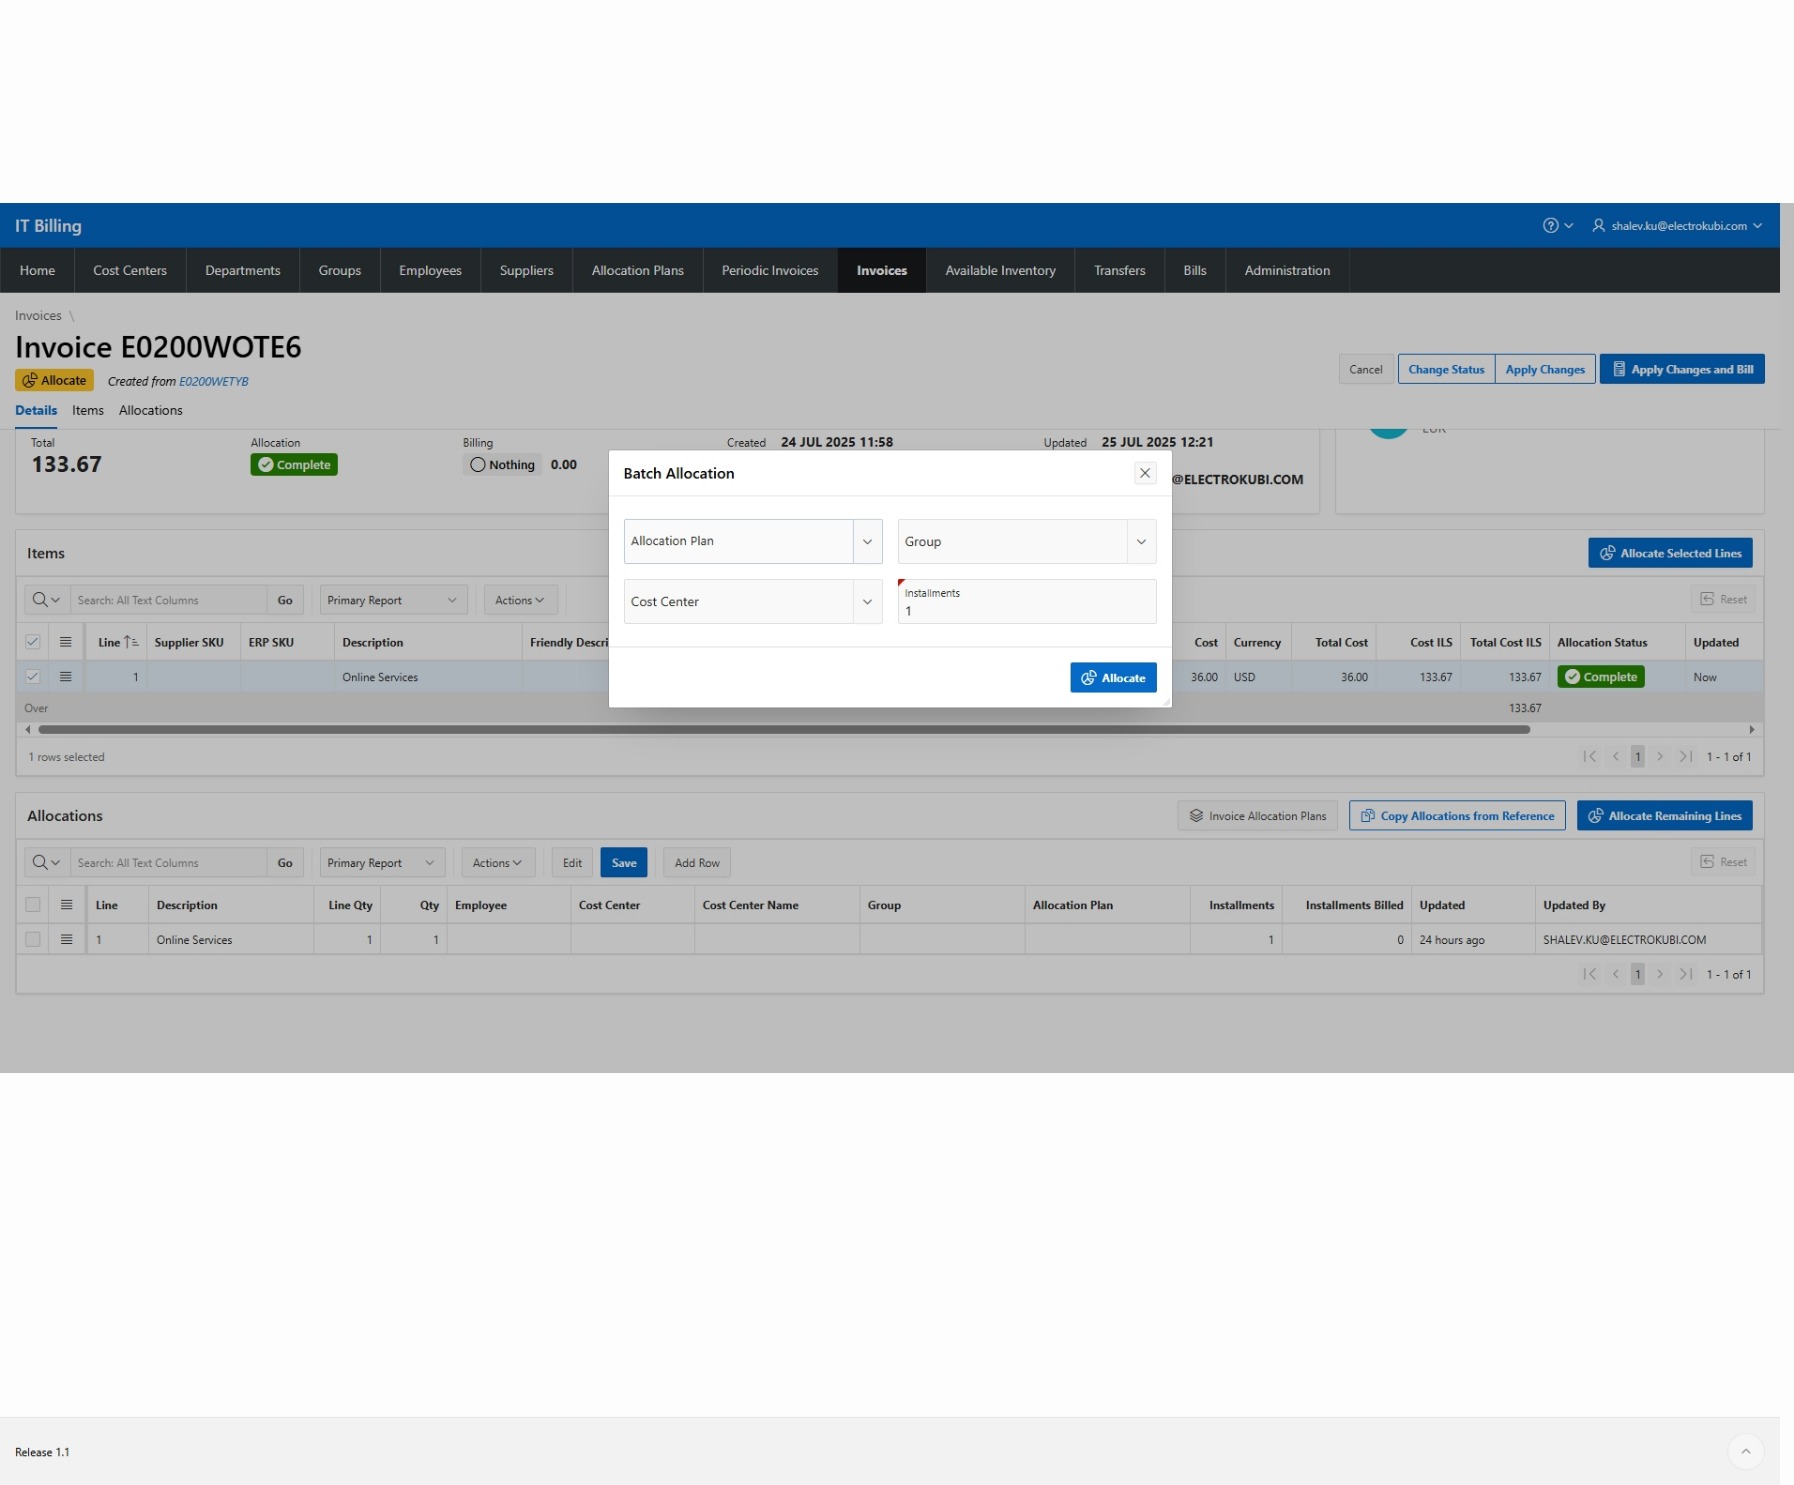 IT Billing
shalev.ku@electrokubi.com
Home Cost Centers Departments Groups Employees Suppliers Allocation Plans Periodic Invoices Invoices Available Inventory Transfers Bills Administration
Invoices \
Invoice E0200WOTE6
Allocate Created from E0200WETYB
Cancel Change Status Apply Changes Apply Changes and Bill
Details Items Allocations
Total
133.67
Allocation
Complete
Billing
Nothing 0.00
Created 24 JUL 2025 11:58
Updated 25 JUL 2025 12:21
@ELECTROKUBI.COM
Batch Allocation
Allocation Plan
Group
Cost Center
Installments
1
Allocate
Items
Allocate Selected Lines
Search: All Text Columns Go Primary Report Actions Reset
Line Supplier SKU ERP SKU Description Friendly Descri Cost Currency Total Cost Cost ILS Total Cost ILS Allocation Status Updated
1 Online Services 36.00 USD 36.00 133.67 133.67 Complete Now
Over 133.67
1 rows selected 1 1 - 1 of 1
Allocations
Invoice Allocation Plans Copy Allocations from Reference Allocate Remaining Lines
Search: All Text Columns Go Primary Report Actions Edit Save Add Row Reset
Line Description Line Qty Qty Employee Cost Center Cost Center Name Group Allocation Plan Installments Installments Billed Updated Updated By
1 Online Services 1 1 1 0 24 hours ago SHALEV.KU@ELECTROKUBI.COM
1 1 - 1 of 1
Release 1.1